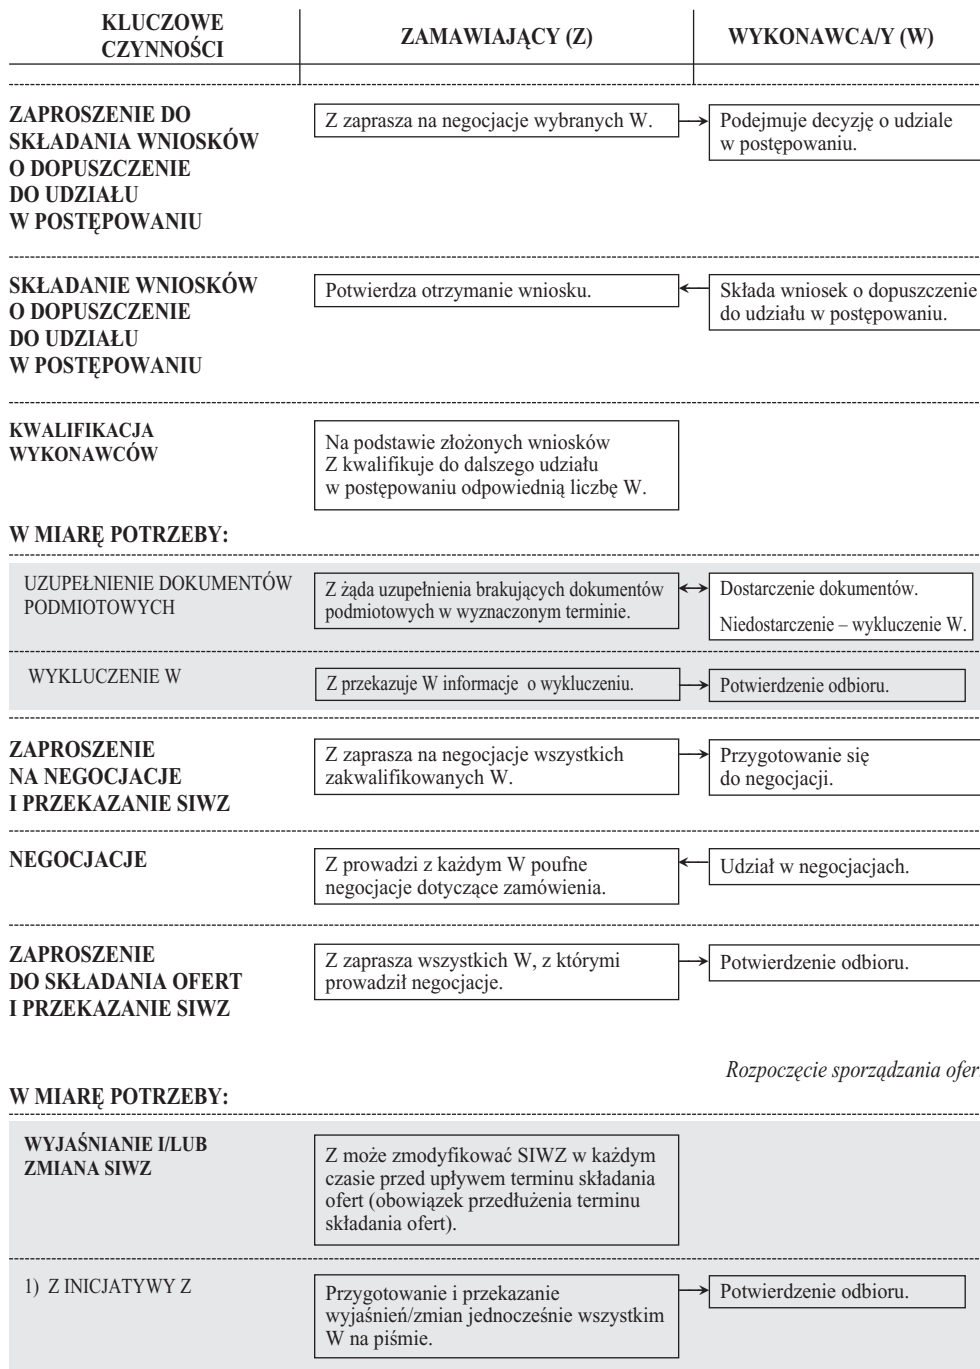 KLUCZOWE
CZYNNOŚCI
ZAMAWIAJĄCY (Z)
WYKONAWCA/Y (W)
ZAPROSZENIE DO
SKŁADANIA WNIOSKÓW
O DOPUSZCZENIE
DO UDZIAŁU
W POSTĘPOWANIU
Z zaprasza na negocjacje wybranych W.
Podejmuje decyzję o udziale
w postępowaniu.
SKŁADANIE WNIOSKÓW
O DOPUSZCZENIE
DO UDZIAŁU
W POSTĘPOWANIU
Potwierdza otrzymanie wniosku.
Składa wniosek o dopuszczenie
do udziału w postępowaniu.
KWALIFIKACJA
WYKONAWCÓW
Na podstawie złożonych wniosków
Z kwalifikuje do dalszego udziału
w postępowaniu odpowiednią liczbę W.
W MIARĘ POTRZEBY:
UZUPEŁNIENIE DOKUMENTÓW
PODMIOTOWYCH
Z żąda uzupełnienia brakujących dokumentów
podmiotowych w wyznaczonym terminie.
Dostarczenie dokumentów.
Niedostarczenie – wykluczenie W.
WYKLUCZENIE W
Z przekazuje W informacje o wykluczeniu.
Potwierdzenie odbioru.
ZAPROSZENIE
NA NEGOCJACJE
I PRZEKAZANIE SIWZ
Z zaprasza na negocjacje wszystkich
zakwalifikowanych W.
Przygotowanie się
do negocjacji.
NEGOCJACJE
Z prowadzi z każdym W poufne
negocjacje dotyczące zamówienia.
Udział w negocjacjach.
ZAPROSZENIE
DO SKŁADANIA OFERT
I PRZEKAZANIE SIWZ
Z zaprasza wszystkich W, z którymi
prowadził negocjacje.
Potwierdzenie odbioru.
Rozpoczęcie sporządzania ofer
W MIARĘ POTRZEBY:
WYJAŚNIANIE I/LUB
ZMIANA SIWZ
Z może zmodyfikować SIWZ w każdym
czasie przed upływem terminu składania
ofert (obowiązek przedłużenia terminu
składania ofert).
1) Z INICJATYWY Z
Przygotowanie i przekazanie
wyjaśnień/zmian jednocześnie wszystkim
W na piśmie.
Potwierdzenie odbioru.